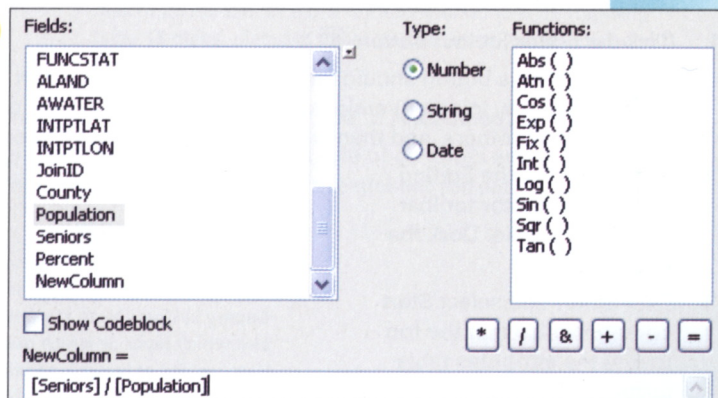 Fields:
FUNCSTAT
ALAND
AWATER
INTPTLAT
INTPTLON
JoinID
County
Population
Seniors
Percent
NewColumn
Type:
Number
String
Date
Functions:
Abs ( )
Atn ( )
Cos ( )
Exp ( )
Fix ( )
Int ( )
Log ( )
Sin ( )
Sqr ( )
Tan ( )
Show Codeblock
* / & + - =
NewColumn =
[Seniors] / [Population]